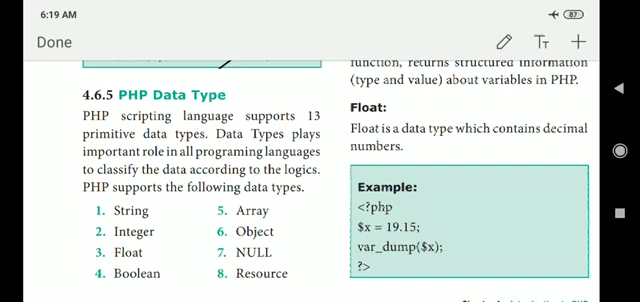 6:19 AM
87
Done
TT
4.6.5 PHP Data Type
PHP scripting language supports 13
primitive data types. Data Types plays
important role in all programing languages
to classify the data according to the logics.
PHP supports the following data types.
1. String
2. Integer
3. Float
4. Boolean
5. Array
6. Object
7. NULL
8. Resource
function, returns structured information
(type and value) about variables in PHP.
Float:
Float is a data type which contains decimal
numbers.
Example:
<?php
$x = 19.15;
var_dump($x);
?>